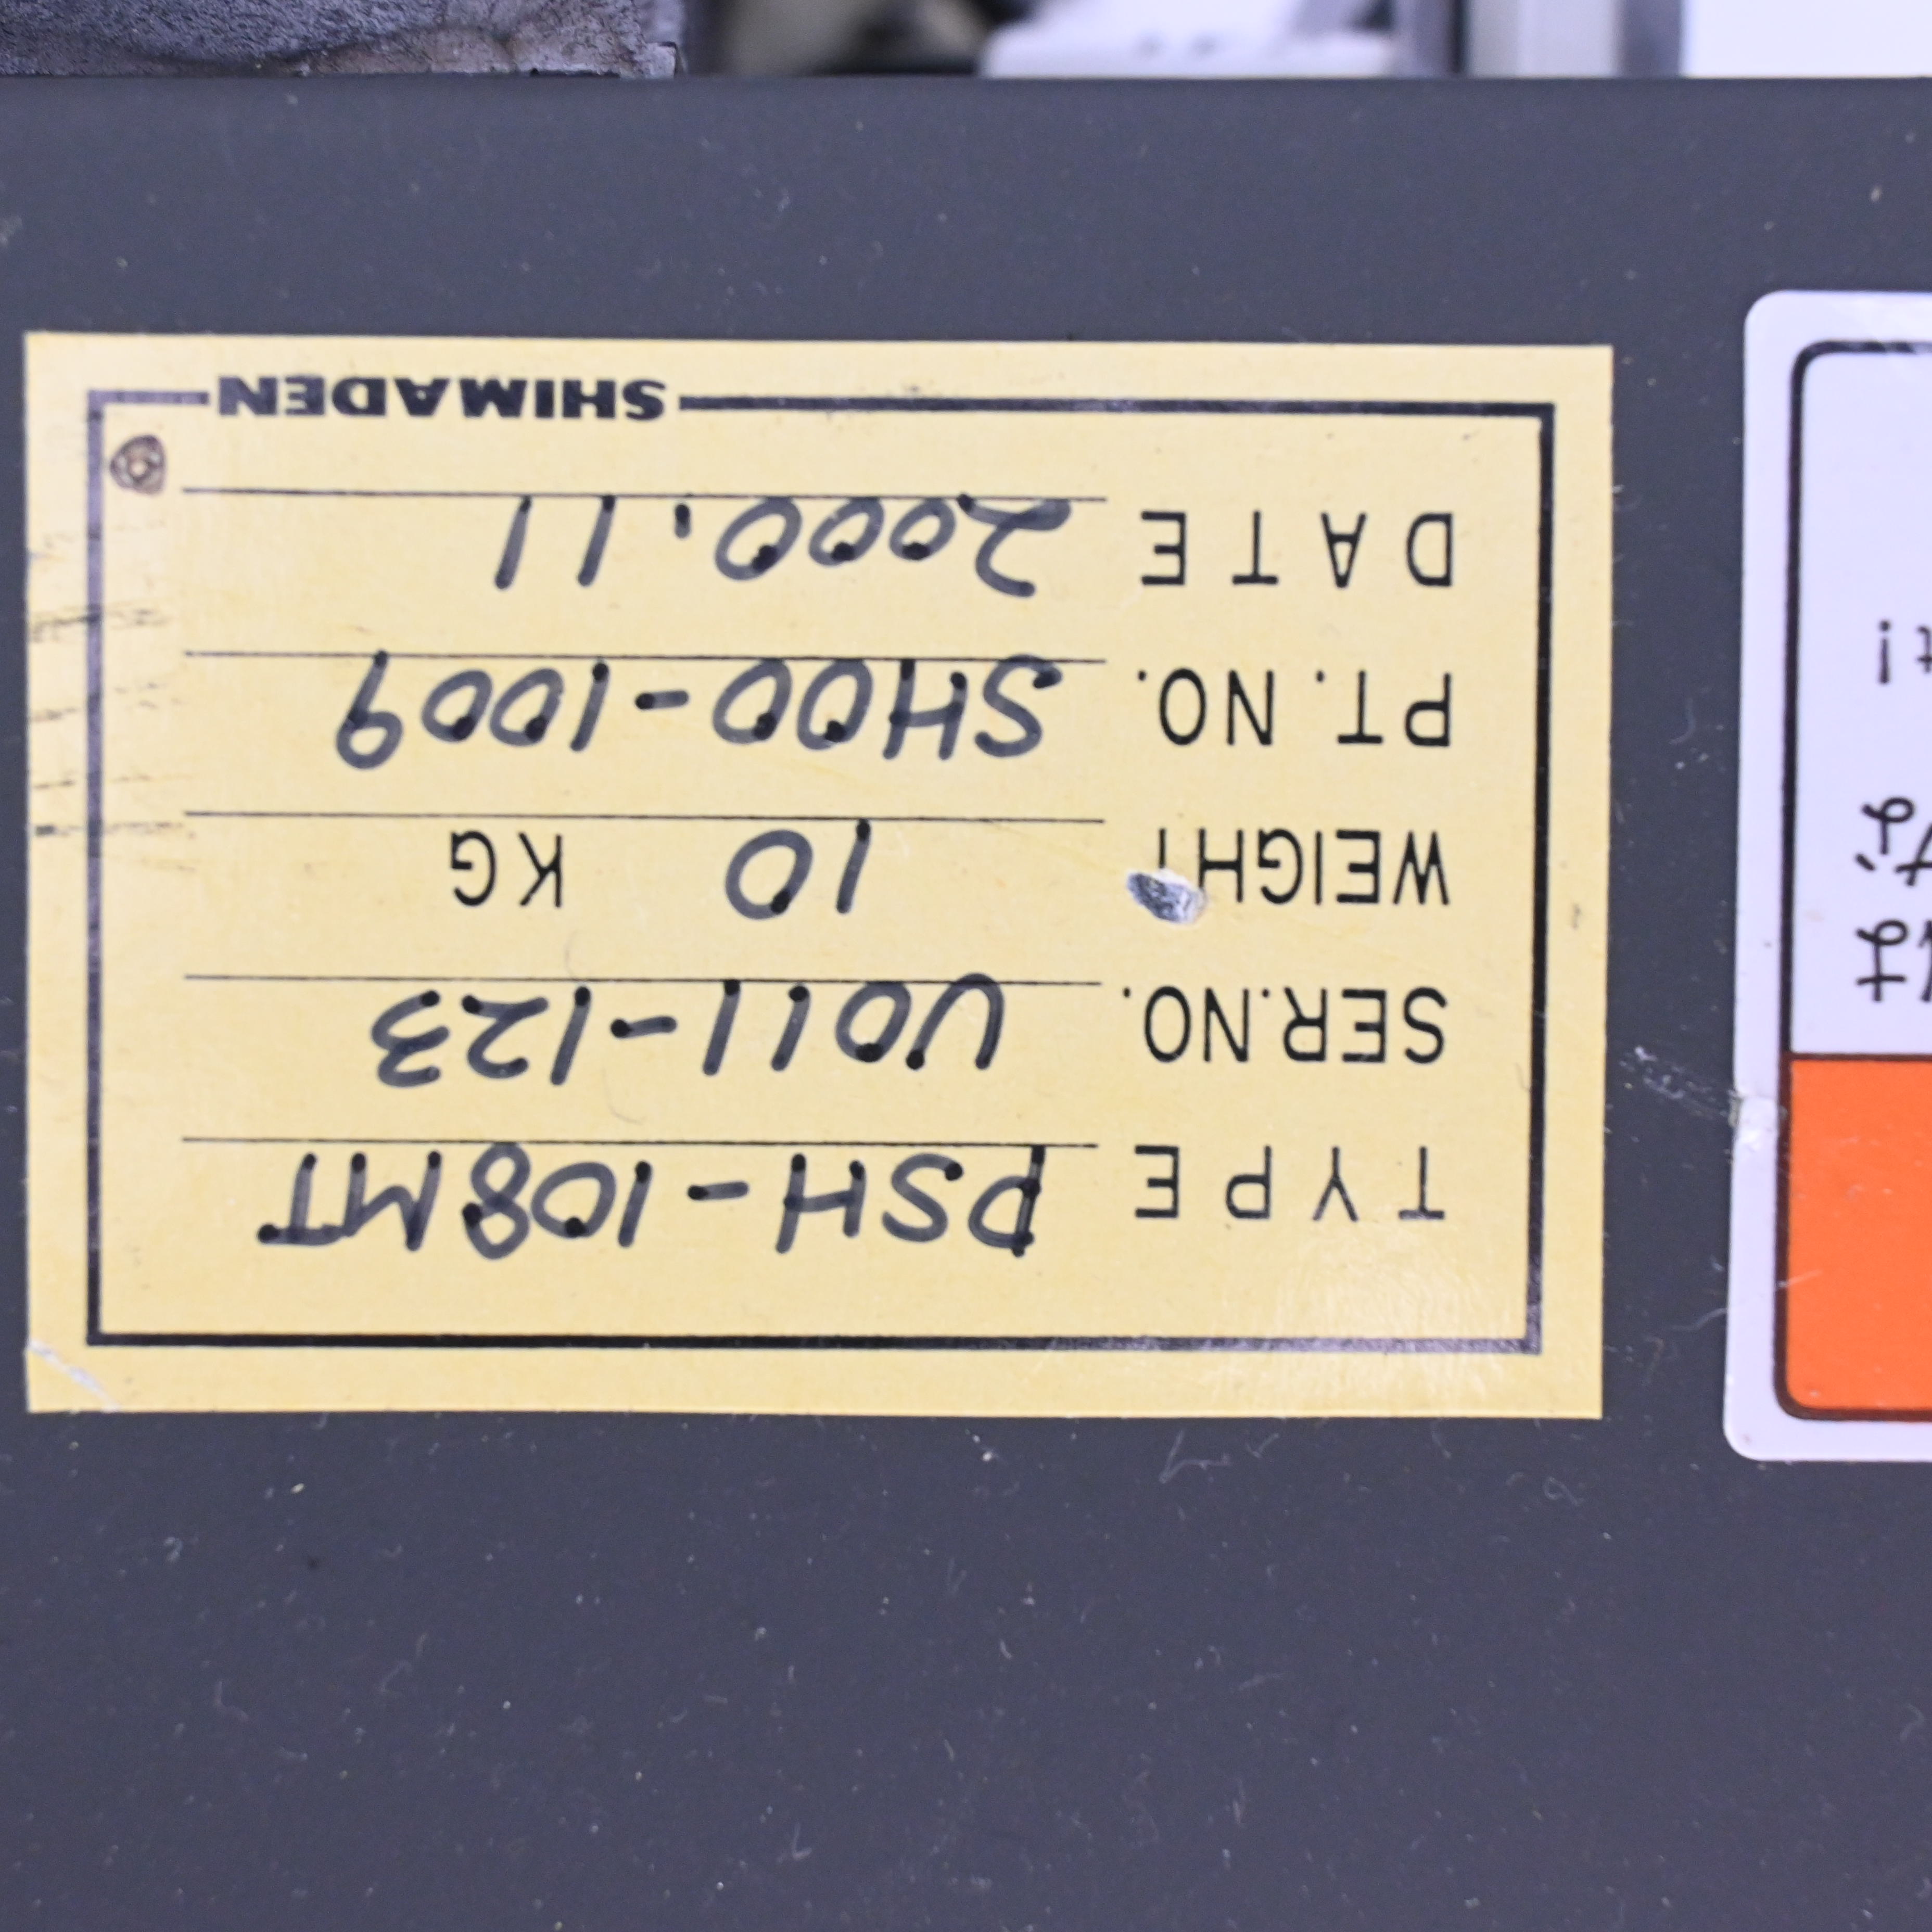 TYPE PSH-108MT
SER.NO. U011-123
WEIGHT 10 KG
PT.NO. SH00-1009
DATE 2000.11
SHIMADEN